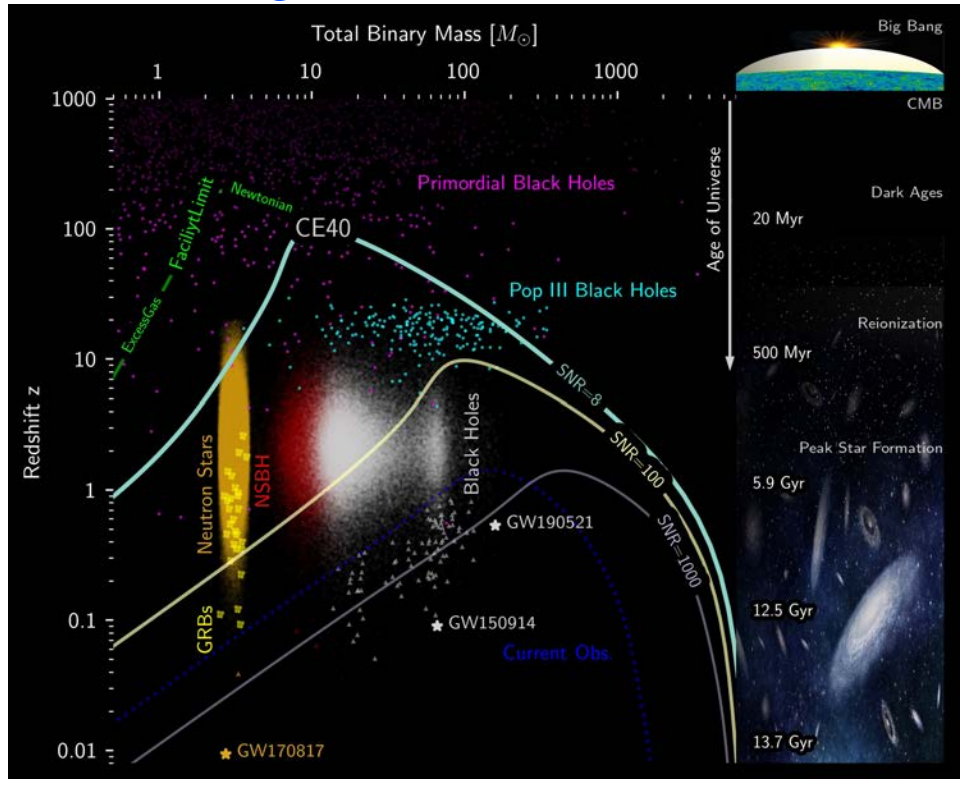 Total Binary Mass [M⊙]
1 10 100 1000
Big Bang
CMB
1000
100
10
1
0.1
0.01
Redshift z
Primordial Black Holes
Newtonian
FaciliytLimit
ExcessGas
CE40
Pop III Black Holes
SNR=8
SNR=100
SNR=1000
Neutron Stars
NSBH
Black Holes
GRBs
GW190521
GW150914
Current Obs.
GW170817
Age of Universe
Dark Ages
20 Myr
Reionization
500 Myr
Peak Star Formation
5.9 Gyr
12.5 Gyr
13.7 Gyr